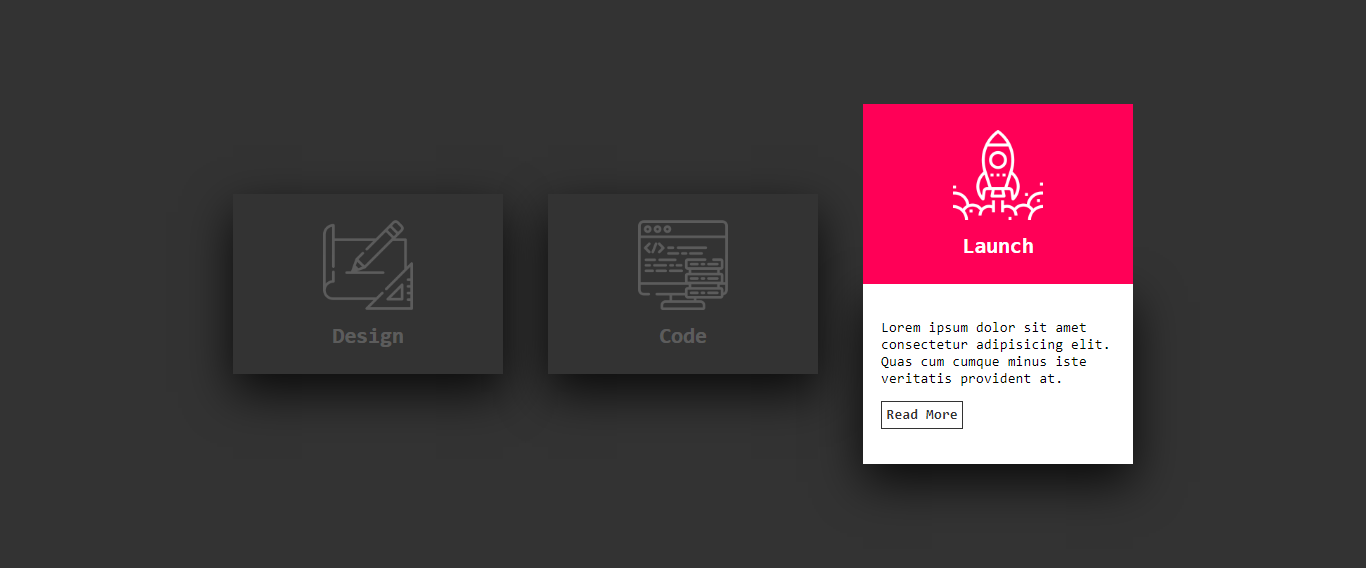 Design
Code
Launch
Lorem ipsum dolor sit amet
consectetur adipisicing elit.
Quas cum cumque minus iste
veritatis provident at.
Read More